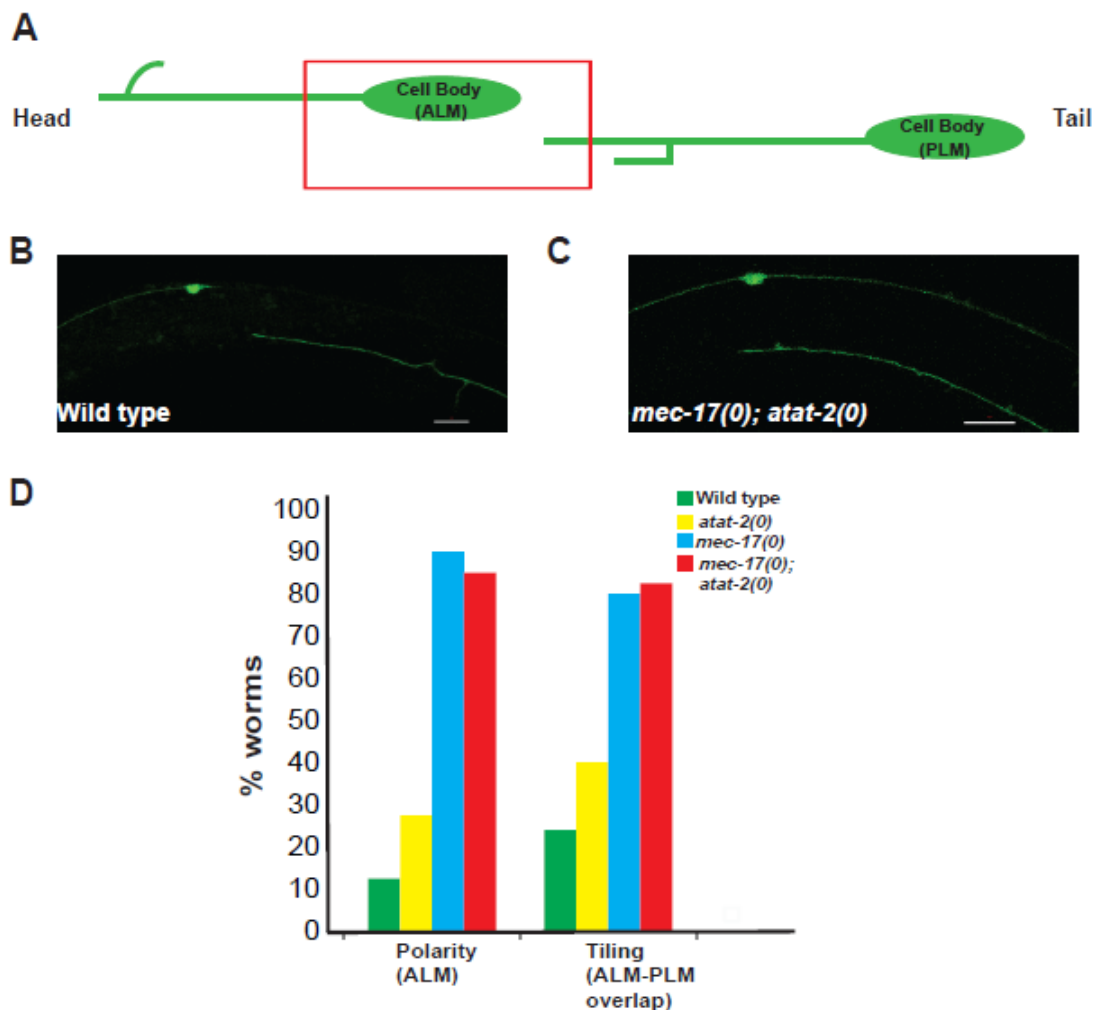 A
Head
Cell Body
(ALM)
Cell Body
(PLM)
Tail
B
Wild type
C
mec-17(0); atat-2(0)
D
Wild type
atat-2(0)
mec-17(0)
mec-17(0);
atat-2(0)
% worms
100
90
80
70
60
50
40
30
20
10
0
Polarity
(ALM)
Tiling
(ALM-PLM
overlap)